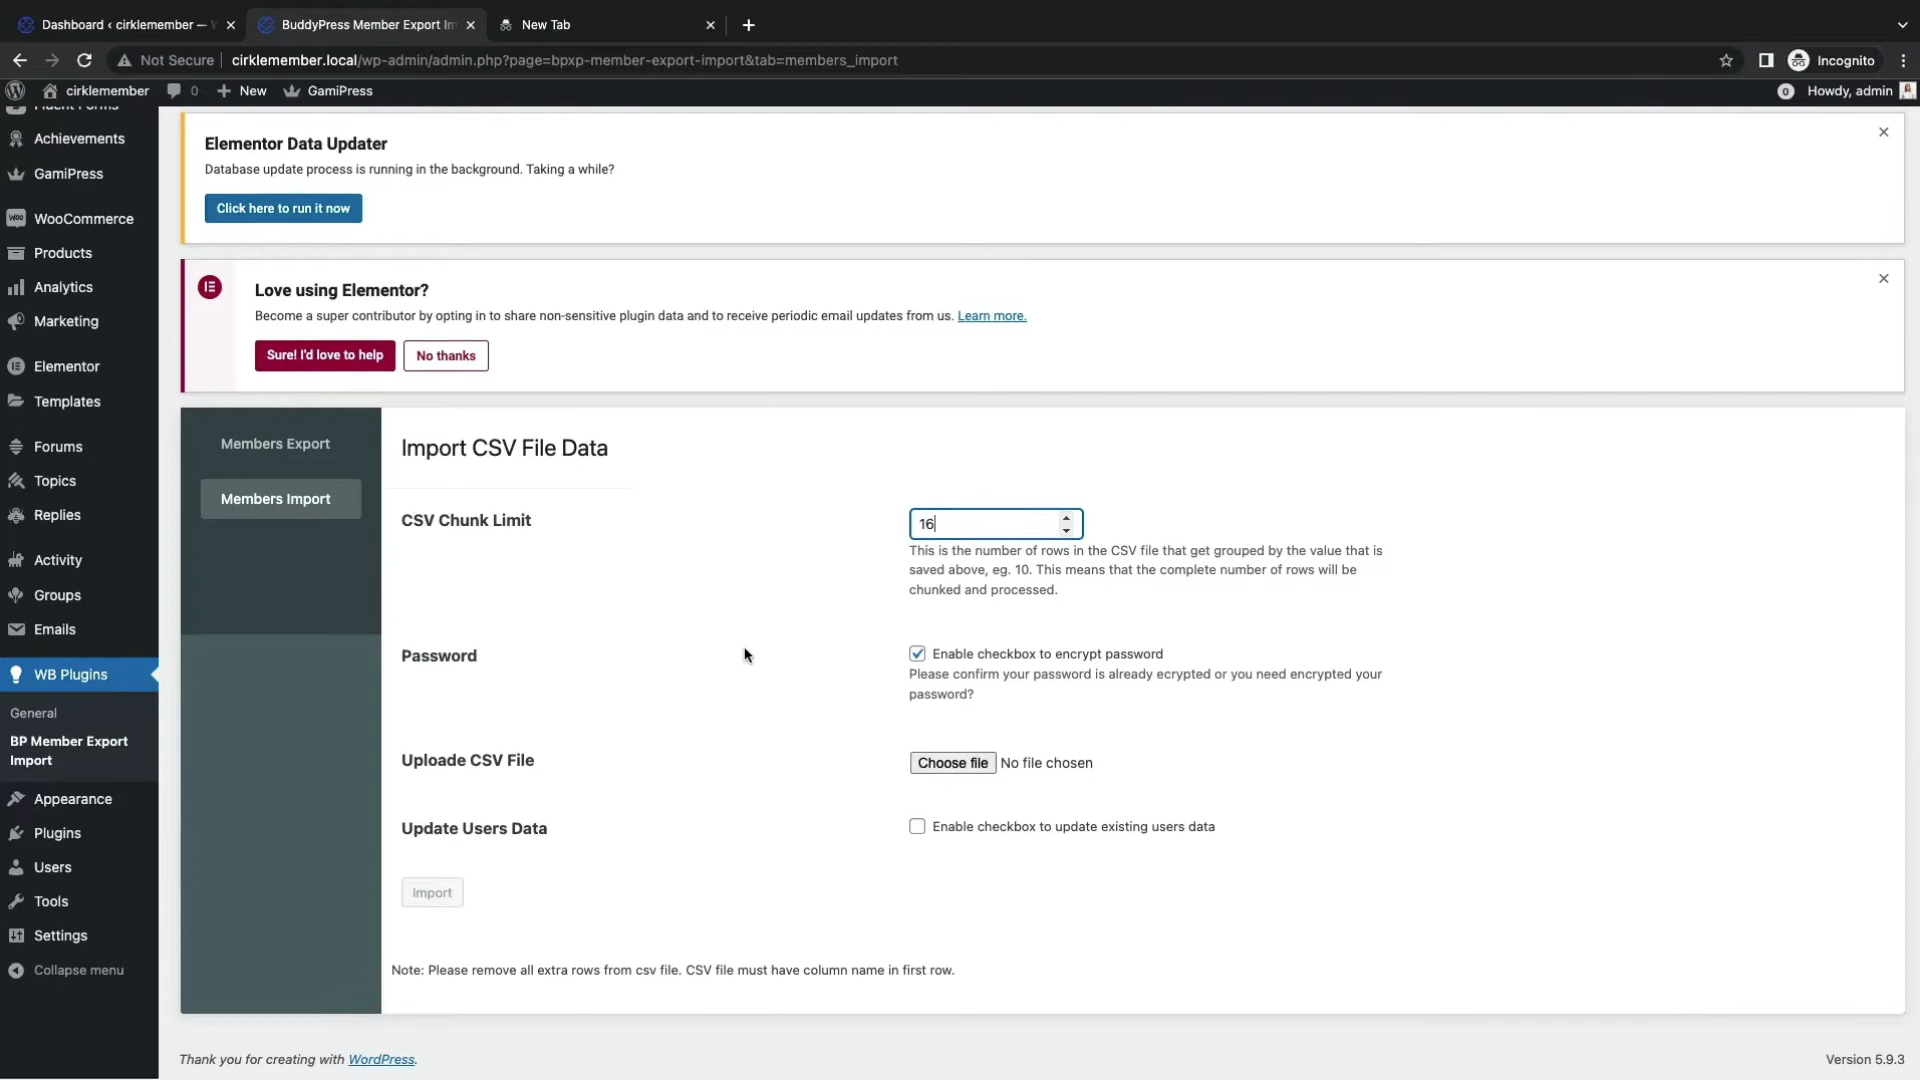 Dashboard ‹ cirklemember —
BuddyPress Member Export Im
New Tab
Not Secure
cirklemember.local/wp-admin/admin.php?page=bpxp-member-export-import&tab=members_import
Incognito
cirklemember
0
New
GamiPress
0
Howdy, admin
Fluent Forms
Achievements
GamiPress
WooCommerce
Products
Analytics
Marketing
Elementor
Templates
Forums
Topics
Replies
Activity
Groups
Emails
WB Plugins
General
BP Member Export
Import
Appearance
Plugins
Users
Tools
Settings
Collapse menu
Elementor Data Updater
Database update process is running in the background. Taking a while?
Click here to run it now
Love using Elementor?
Become a super contributor by opting in to share non-sensitive plugin data and to receive periodic email updates from us. Learn more.
Sure! I'd love to help
No thanks
Members Export
Members Import
Import CSV File Data
CSV Chunk Limit
16
This is the number of rows in the CSV file that get grouped by the value that is
saved above, eg. 10. This means that the complete number of rows will be
chunked and processed.
Password
Enable checkbox to encrypt password
Please confirm your password is already ecrypted or you need encrypted your
password?
Uploade CSV File
Choose file No file chosen
Update Users Data
Enable checkbox to update existing users data
Import
Note: Please remove all extra rows from csv file. CSV file must have column name in first row.
Thank you for creating with WordPress.
Version 5.9.3